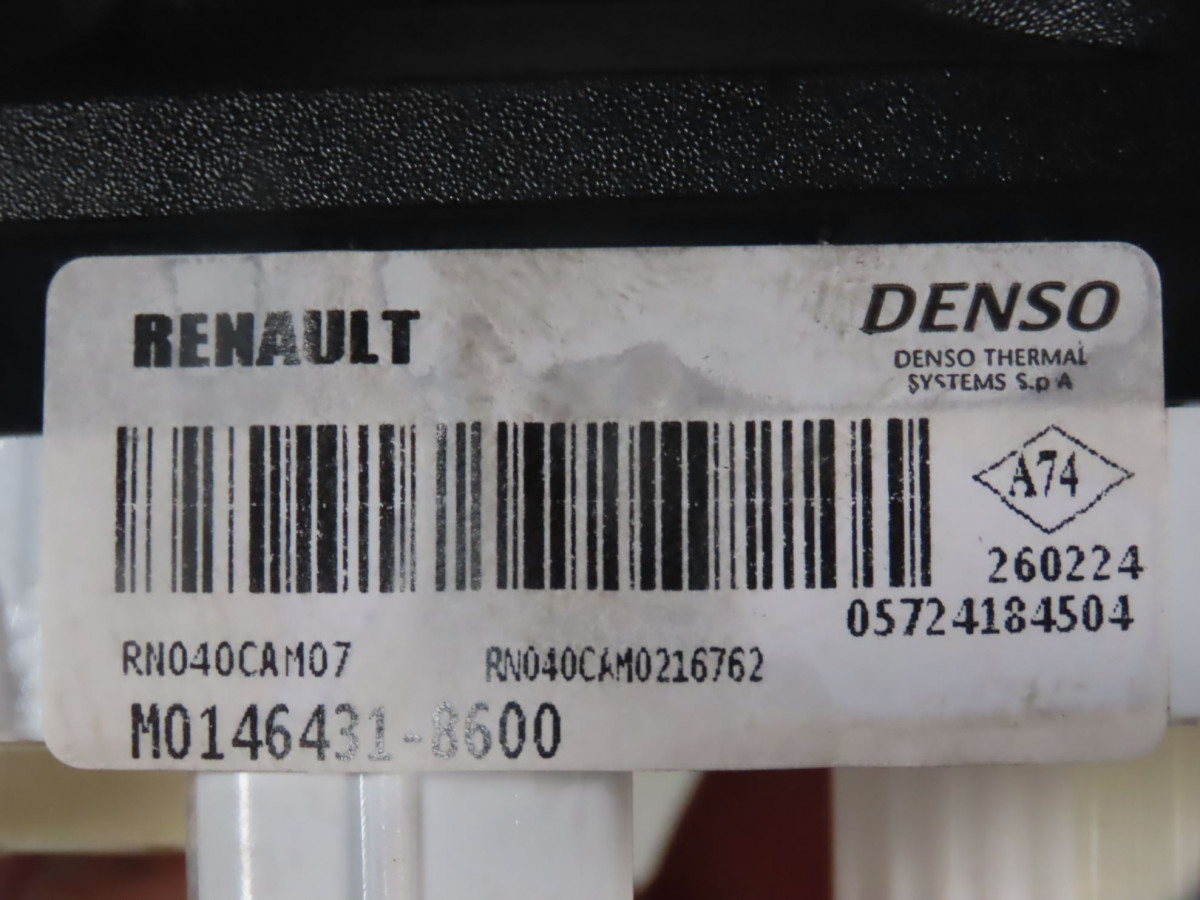 RENAULT
DENSO
DENSO THERMAL
SYSTEMS S.p.A
A74
260224
05724184504
RN040CAM07
RN040CAM0216762
M0146431-8600